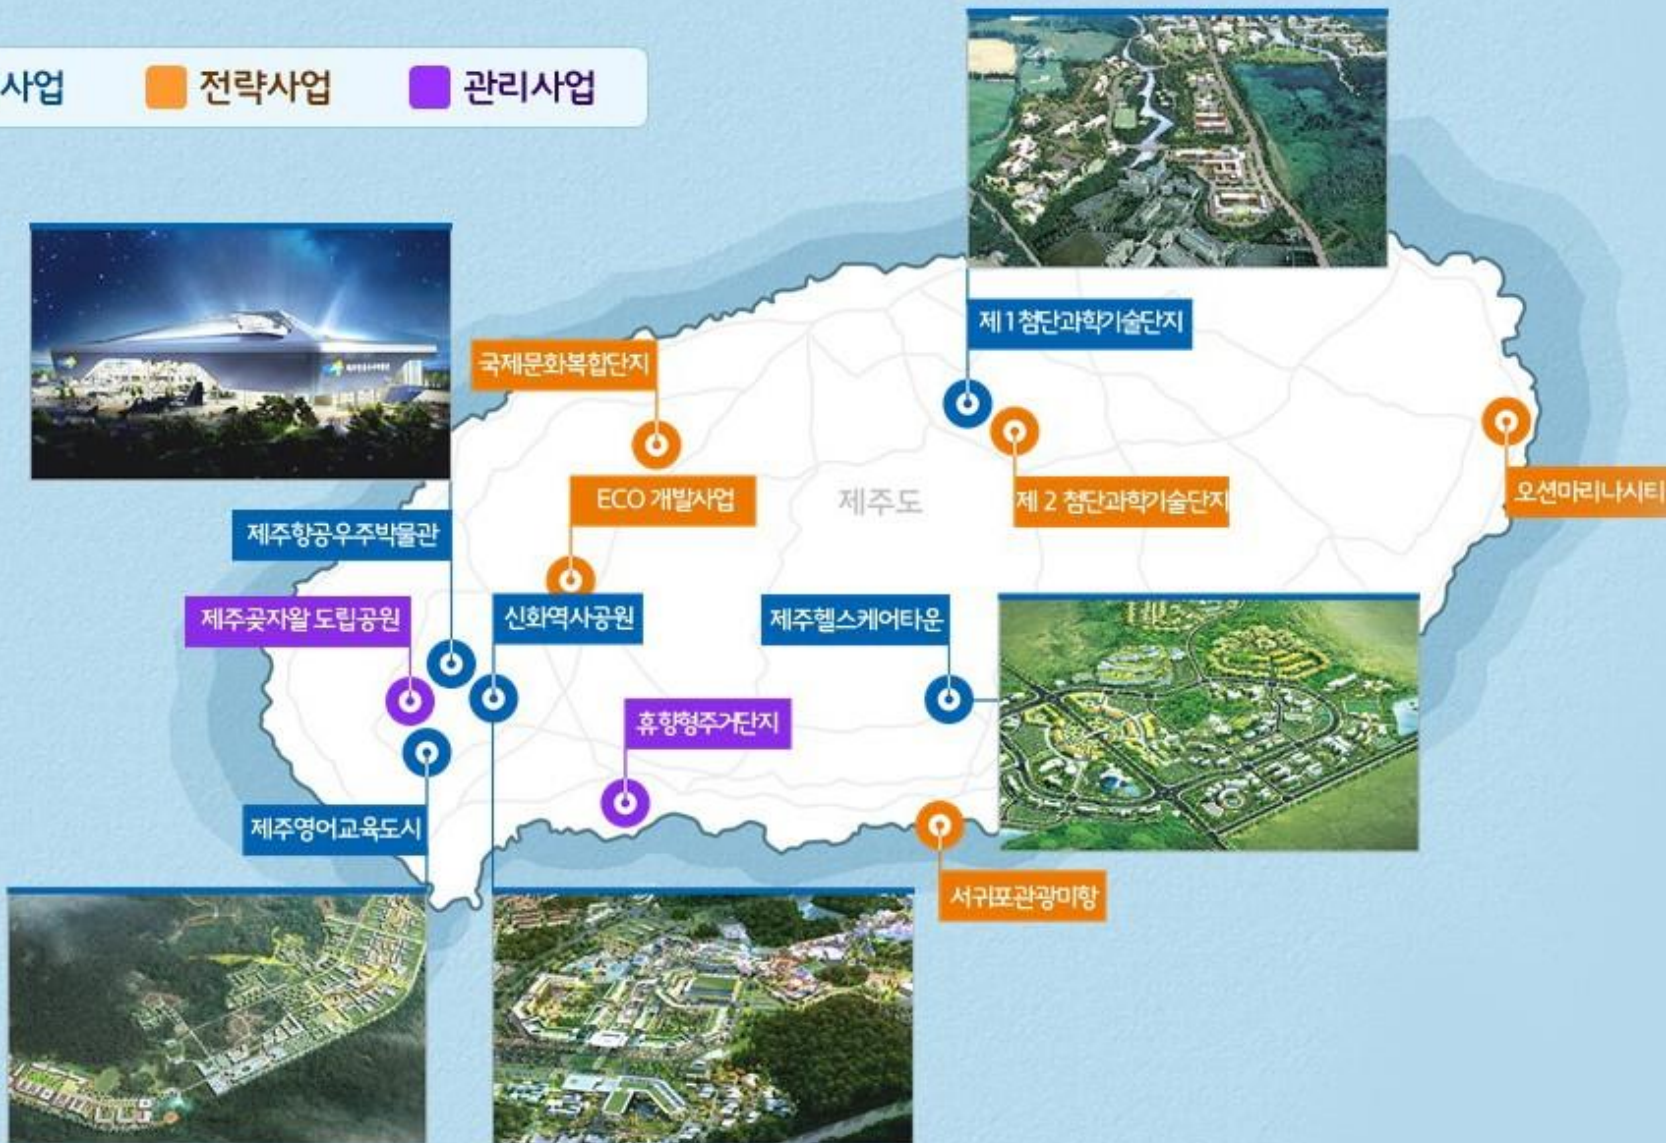 사업
전략사업
관리사업
제1첨단과학기술단지
국제문화복합단지
ECO 개발사업
제주도
제 2 첨단과학기술단지
오션마리나시티
제주항공우주박물관
제주곶자왈 도립공원
신화역사공원
제주헬스케어타운
휴양형주거단지
제주영어교육도시
서귀포관광미항